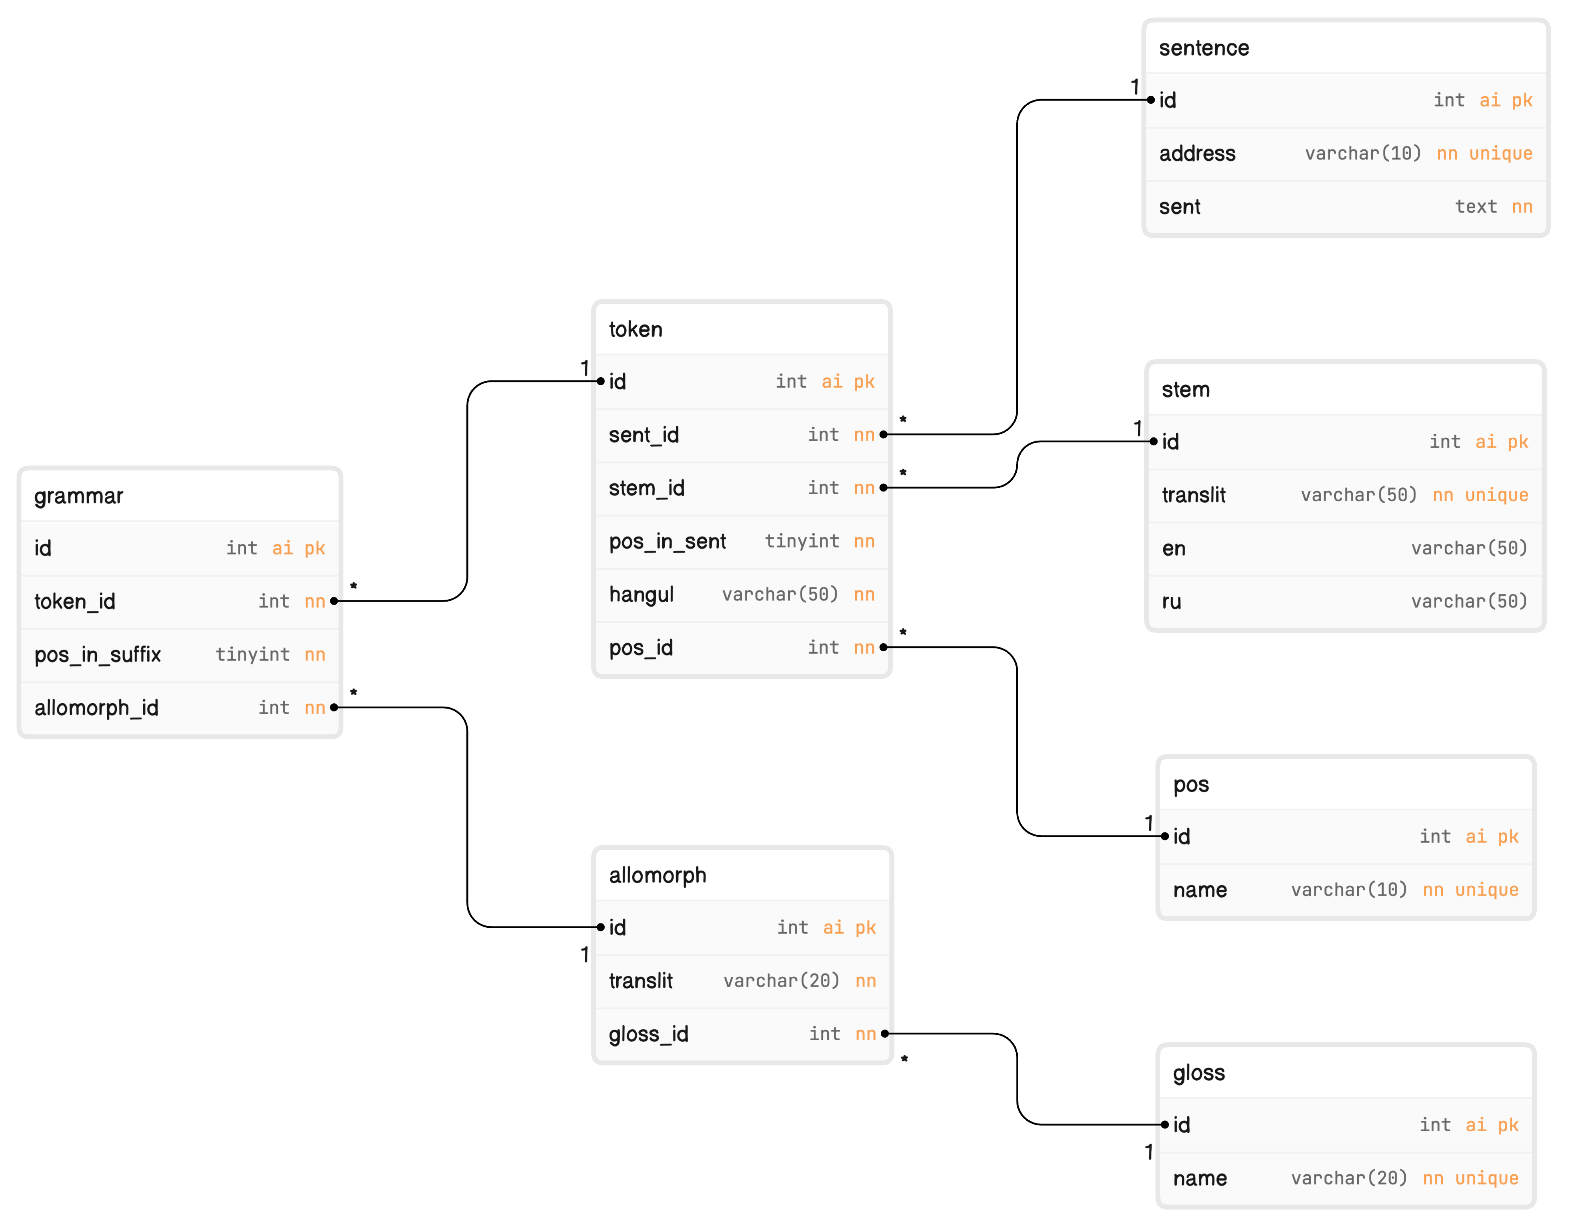 sentence
id int ai pk
address varchar(10) nn unique
sent text nn
token
id int ai pk
sent_id int nn
stem_id int nn
pos_in_sent tinyint nn
hangul varchar(50) nn
pos_id int nn
stem
id int ai pk
translit varchar(50) nn unique
en varchar(50)
ru varchar(50)
grammar
id int ai pk
token_id int nn
pos_in_suffix tinyint nn
allomorph_id int nn
pos
id int ai pk
name varchar(10) nn unique
allomorph
id int ai pk
translit varchar(20) nn
gloss_id int nn
gloss
id int ai pk
name varchar(20) nn unique
1
1
*
*
1
*
*
*
1
1
*
1